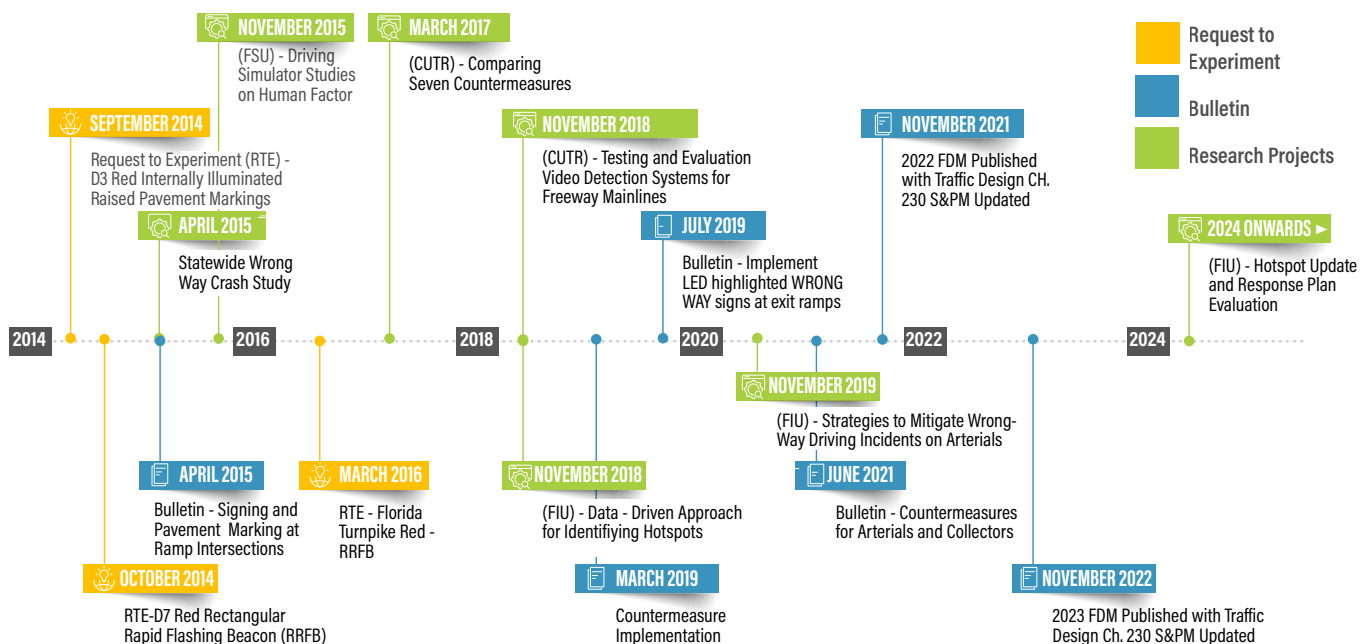 NOVEMBER 2015
(FSU) - Driving
Simulator Studies
on Human Factor
MARCH 2017
(CUTR) - Comparing
Seven Countermeasures
Request to
Experiment
Bulletin
Research Projects
SEPTEMBER 2014
Request to Experiment (RTE) -
D3 Red Internally Illuminated
Raised Pavement Markings
NOVEMBER 2018
(CUTR) - Testing and Evaluation
Video Detection Systems for
Freeway Mainlines
NOVEMBER 2021
2022 FDM Published
with Traffic Design CH.
230 S&PM Updated
APRIL 2015
Statewide Wrong
Way Crash Study
JULY 2019
Bulletin - Implement
LED highlighted WRONG
WAY signs at exit ramps
2024 ONWARDS ►
(FIU) - Hotspot Update
and Response Plan
Evaluation
2014
2016
2018
2020
2022
2024
NOVEMBER 2019
(FIU) - Strategies to Mitigate Wrong-
Way Driving Incidents on Arterials
APRIL 2015
Bulletin - Signing and
Pavement Marking at
Ramp Intersections
MARCH 2016
RTE - Florida
Turnpike Red -
RRFB
NOVEMBER 2018
(FIU) - Data - Driven Approach
for Identifiying Hotspots
JUNE 2021
Bulletin - Countermeasures
for Arterials and Collectors
OCTOBER 2014
RTE-D7 Red Rectangular
Rapid Flashing Beacon (RRFB)
MARCH 2019
Countermeasure
Implementation
NOVEMBER 2022
2023 FDM Published with Traffic
Design Ch. 230 S&PM Updated